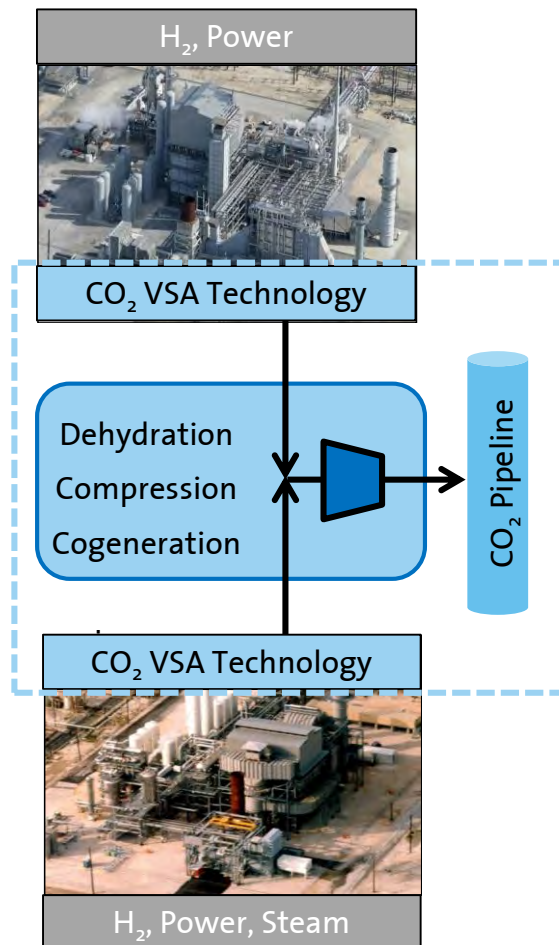 H₂, Power
CO₂ VSA Technology
Dehydration
Compression
Cogeneration
CO₂ Pipeline
CO₂ VSA Technology
H₂, Power, Steam